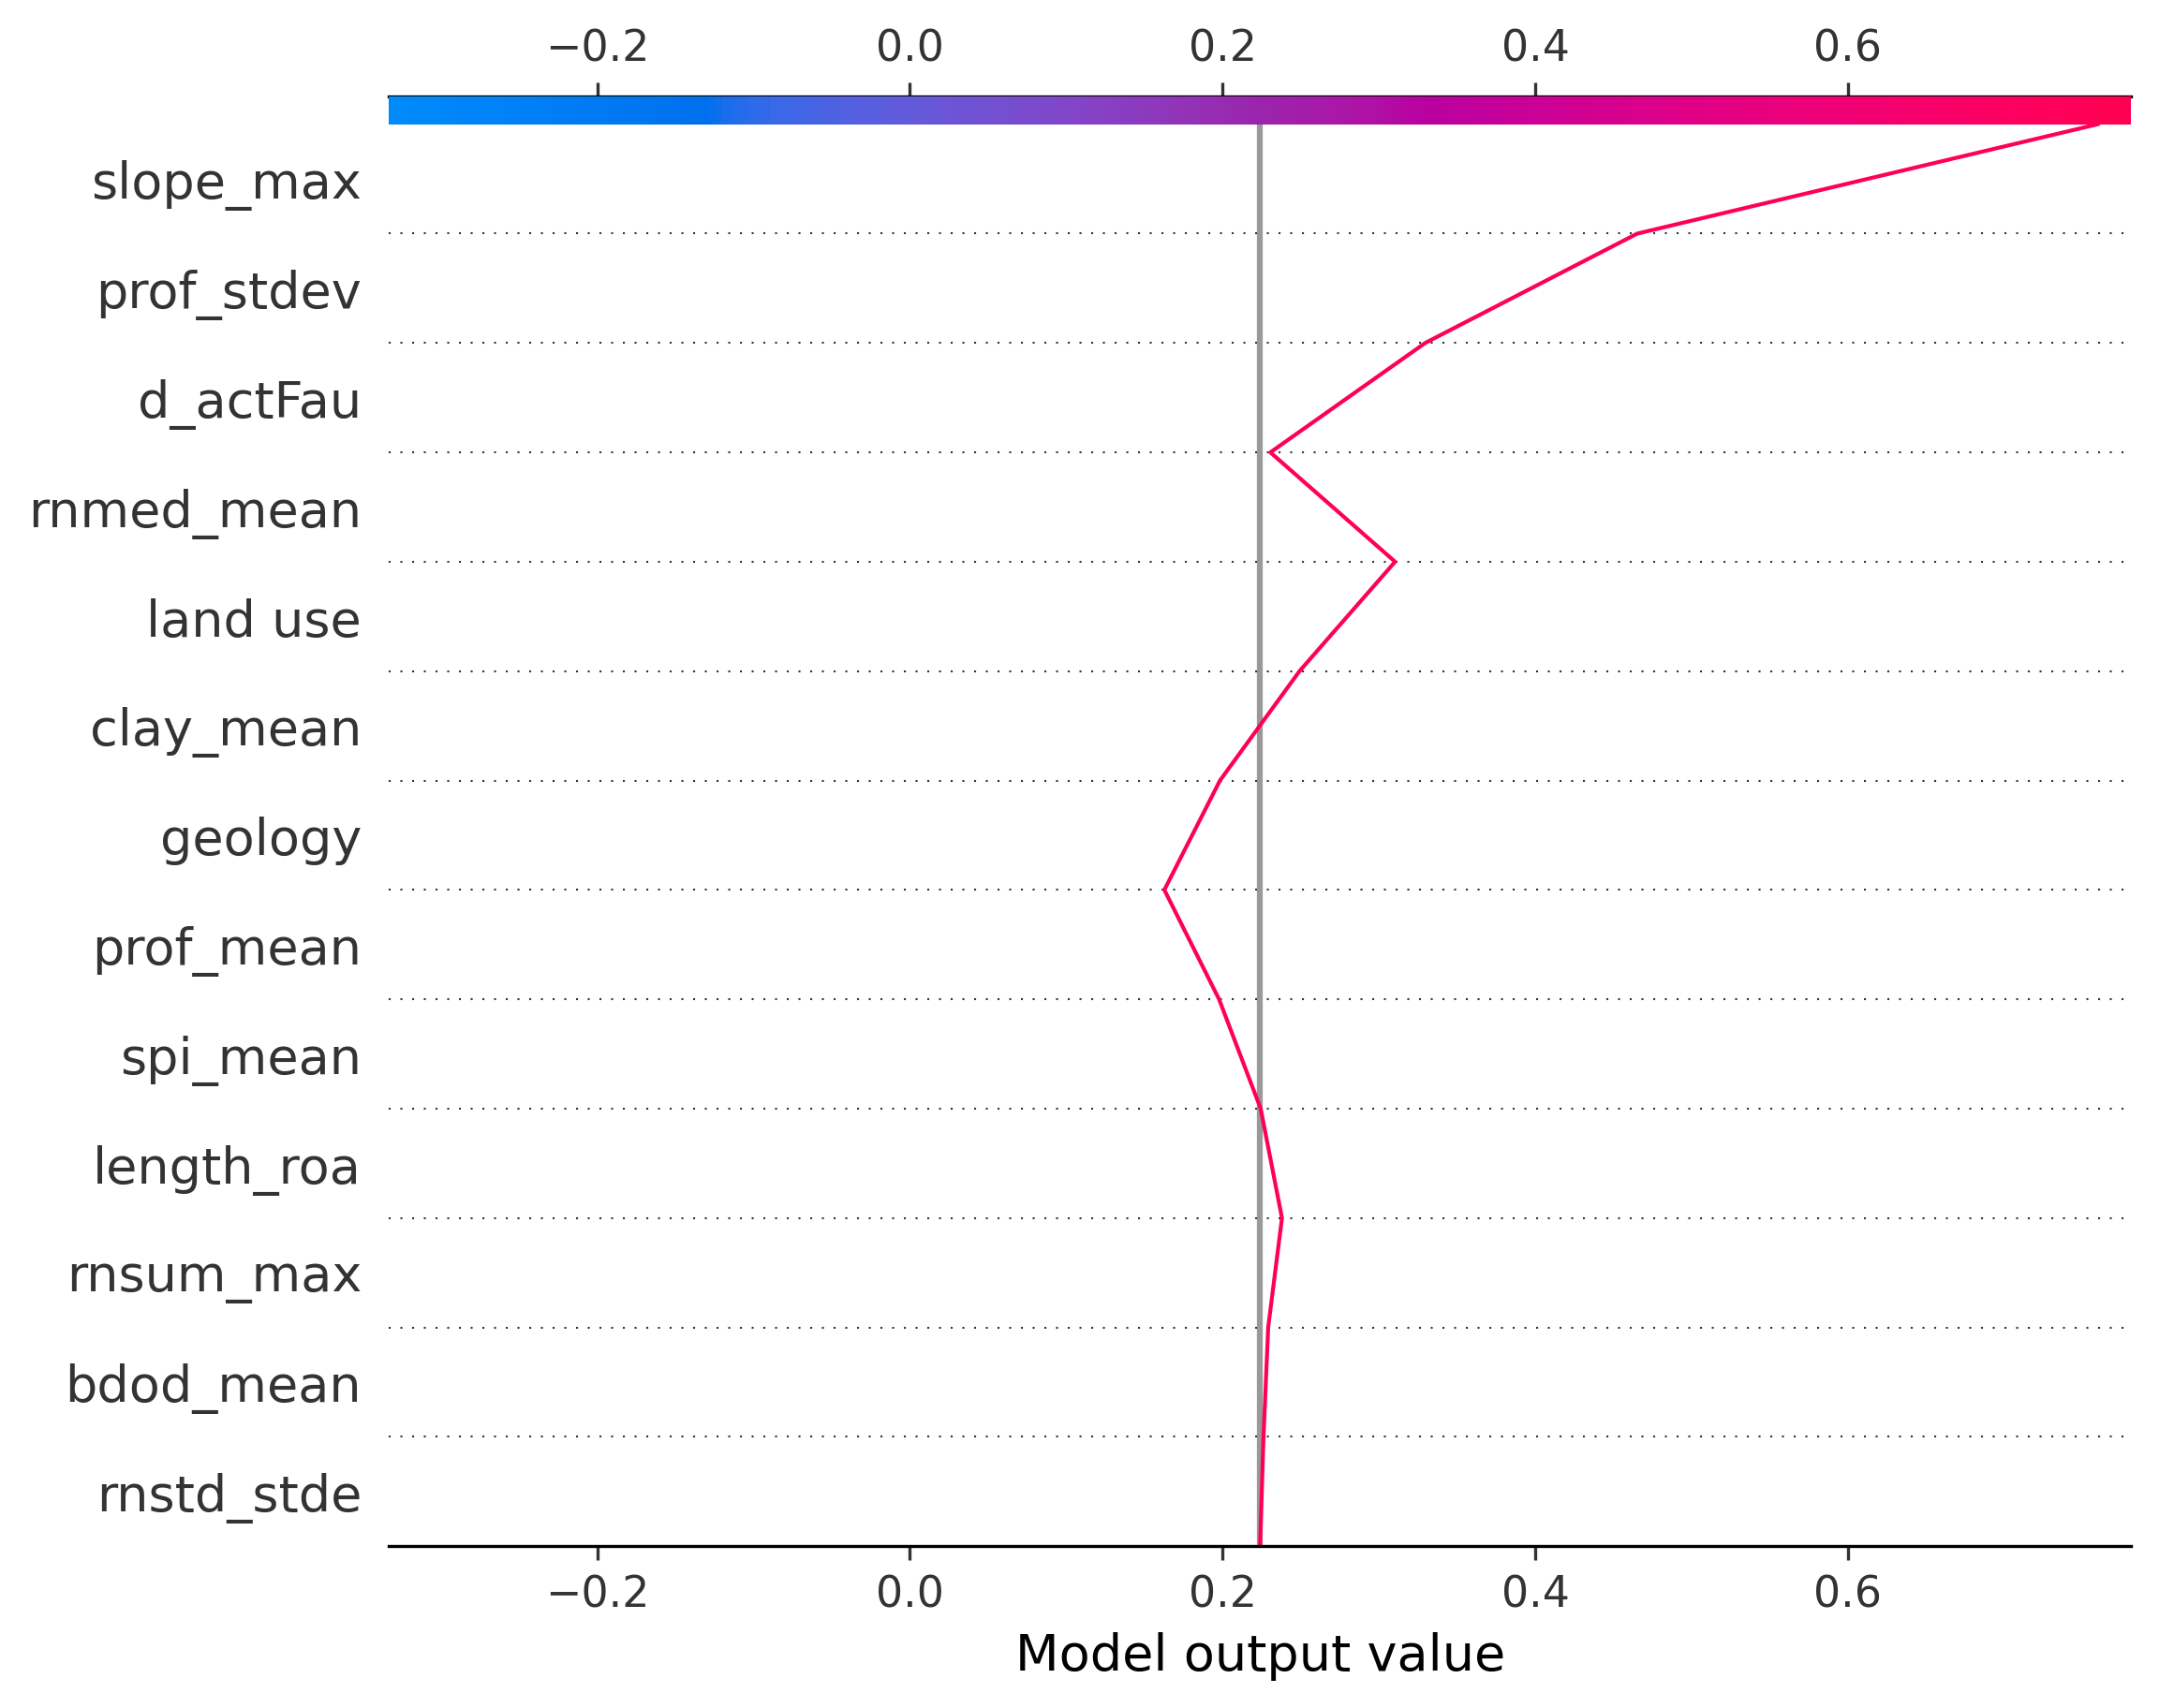 −0.2 0.0 0.2 0.4 0.6
slope_max
prof_stdev
d_actFau
rnmed_mean
land use
clay_mean
geology
prof_mean
spi_mean
length_roa
rnsum_max
bdod_mean
rnstd_stde
−0.2 0.0 0.2 0.4 0.6
Model output value